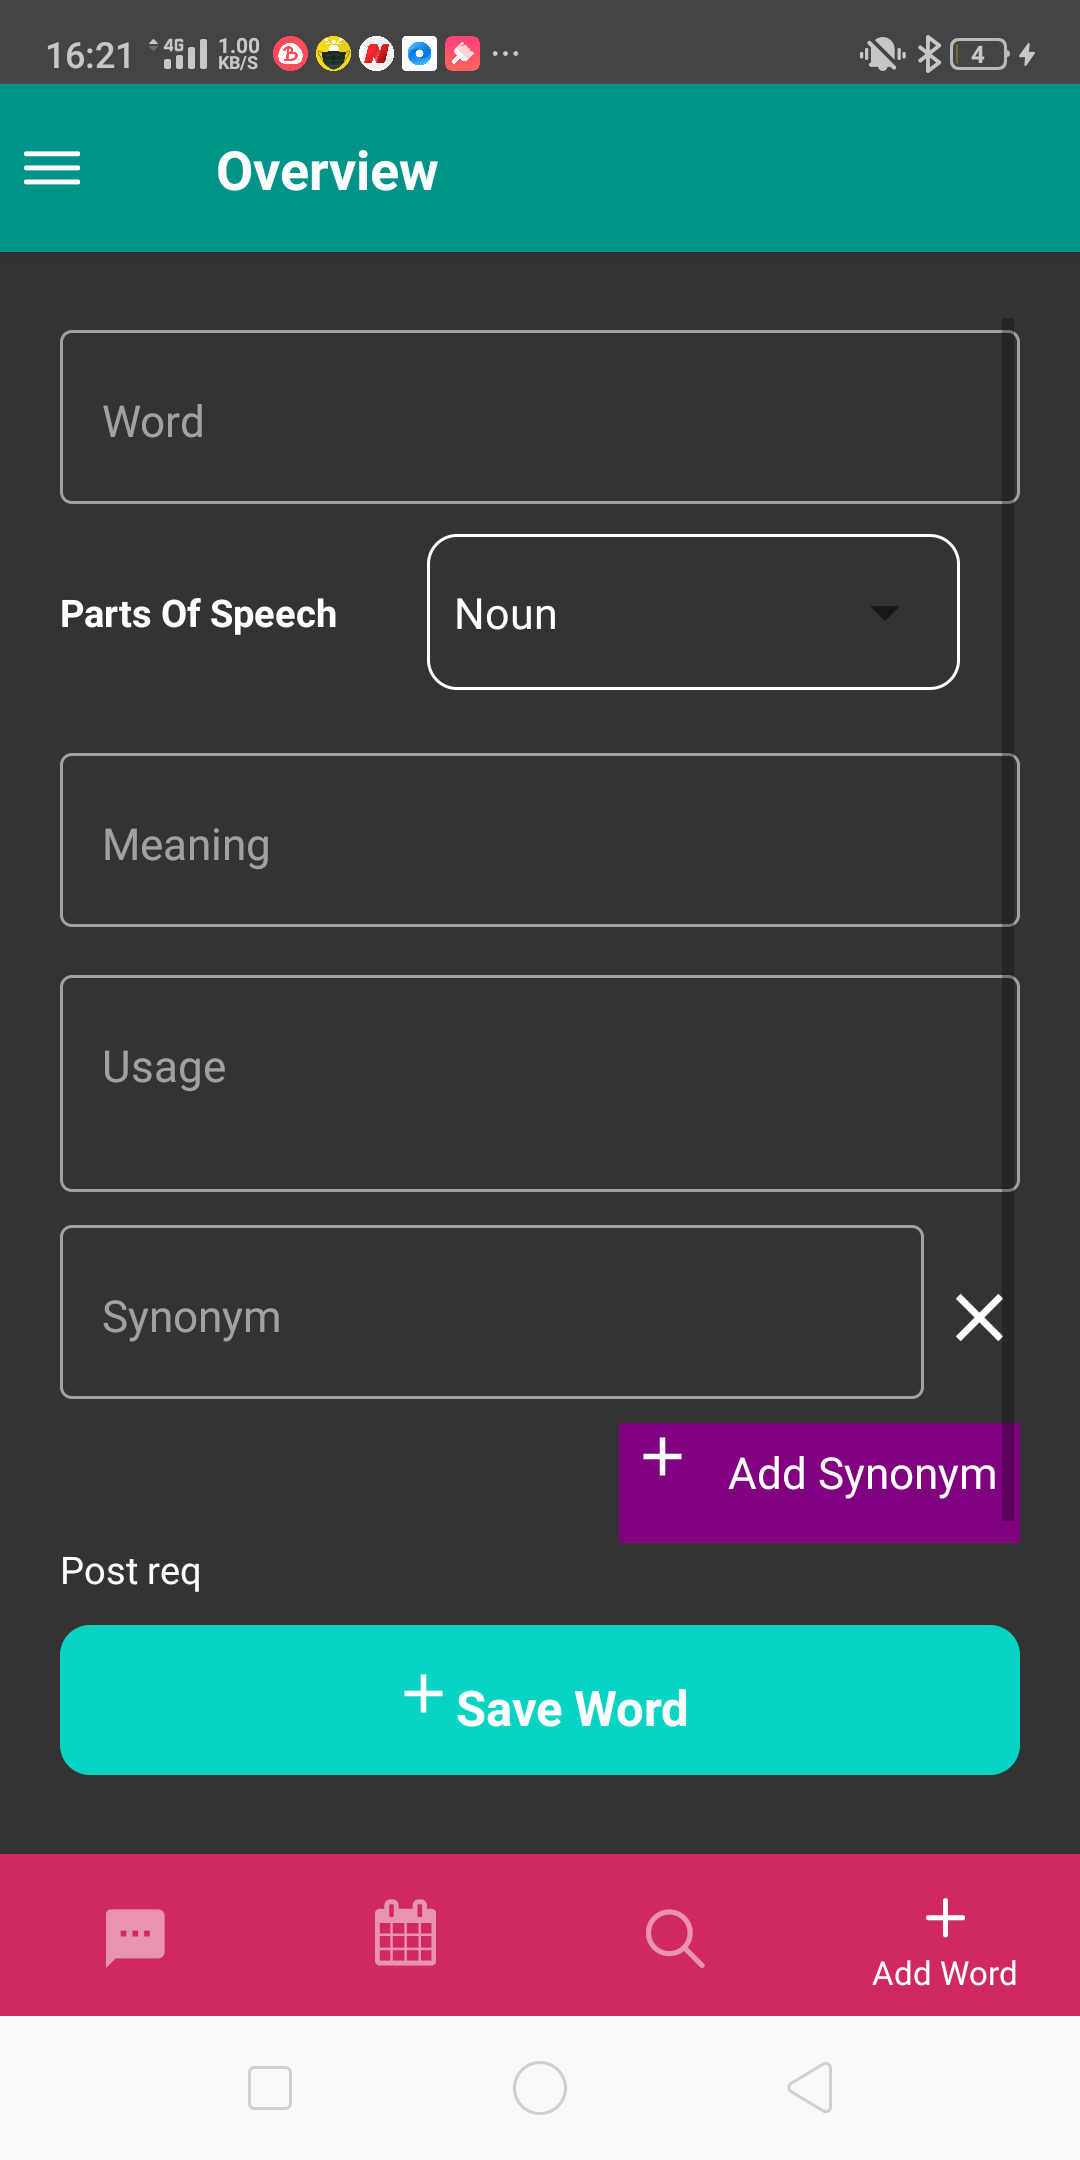 16:21 4G 1.00 KB/S B N ... 4
Overview
Word
Parts Of Speech Noun
Meaning
Usage
Synonym
Add Synonym
Post req
Save Word
Add Word